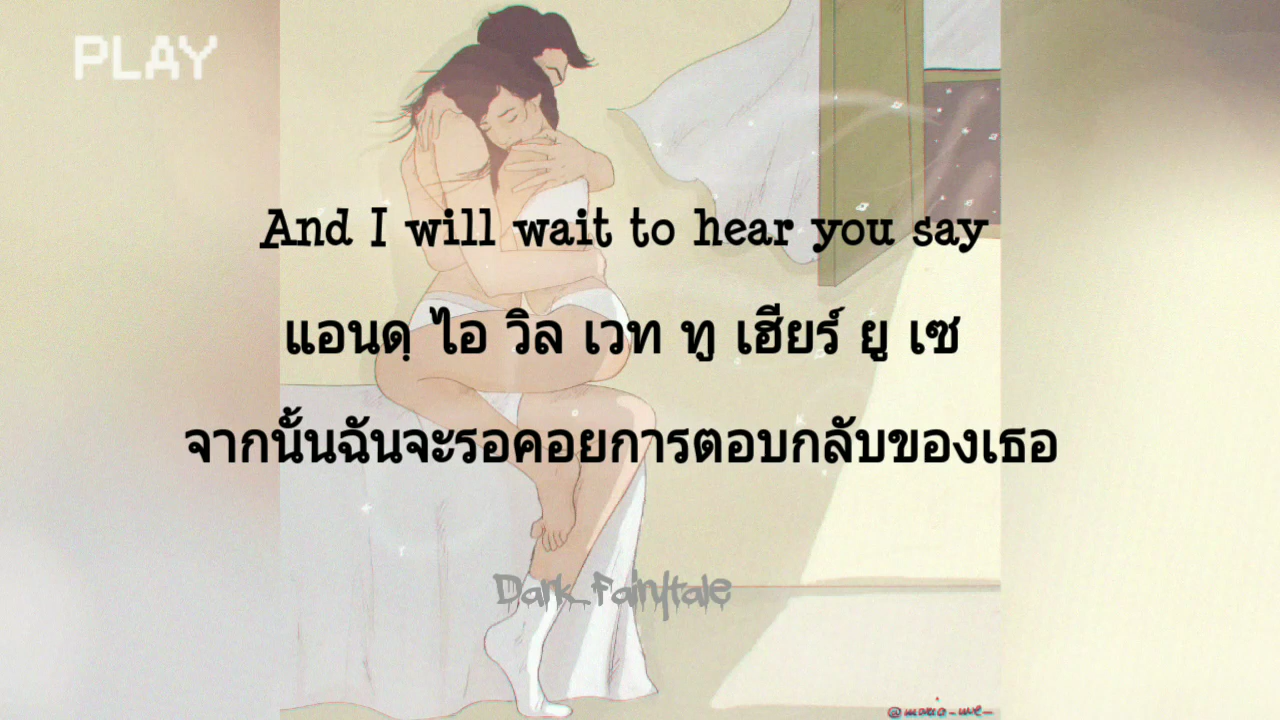 PLAY
And I will wait to hear you say
แอนดฺ ไอ วิล เวท ทู เฮียร์ ยู เซ
จากนั้นฉันจะรอคอยการตอบกลับของเธอ
Dark_Fairytale